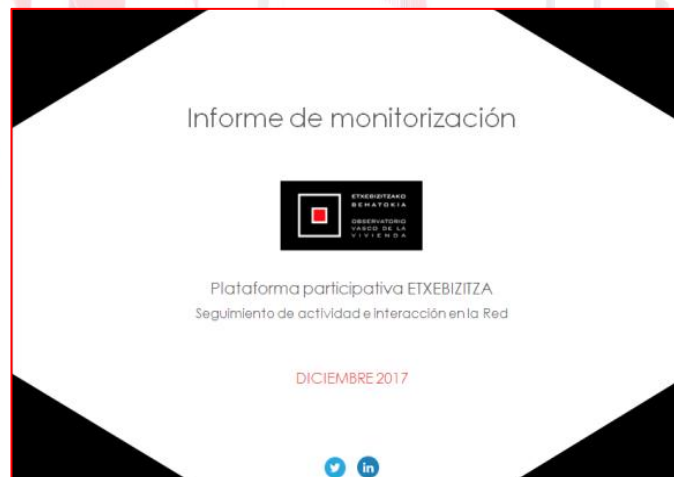 Informe de monitorización
ETXEBIZITZAKO
BEHATOKIA
OBSERVATORIO
VASCO DE LA
VIVIENDA
Plataforma participativa ETXEBIZITZA
Seguimiento de actividad e interacción en la Red
DICIEMBRE 2017
in